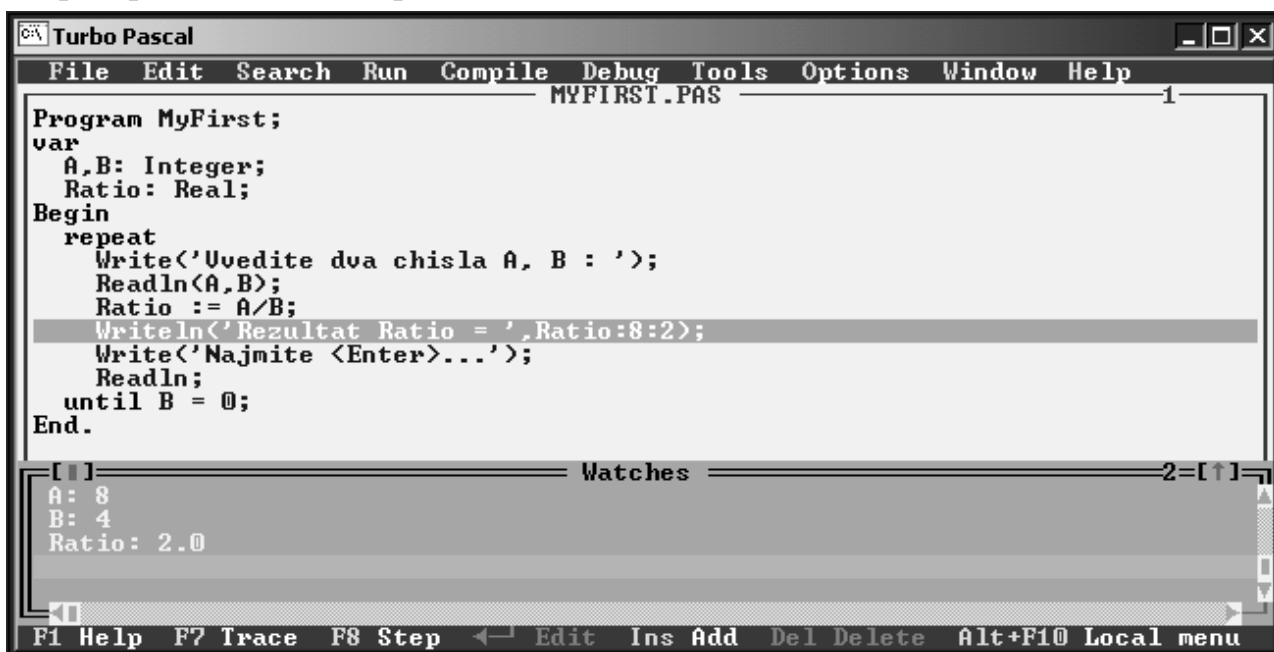 Turbo Pascal
File Edit Search Run Compile Debug Tools Options Window Help
MYFIRST.PAS 1
Program MyFirst;
var
A,B: Integer;
Ratio: Real;
Begin
repeat
Write('Vvedite dva chisla A, B : ');
Readln(A,B);
Ratio := A/B;
Writeln('Rezultat Ratio = ',Ratio:8:2);
Write('Najmite <Enter>...');
Readln;
until B = 0;
End.
Watches 2=[↑]
A: 8
B: 4
Ratio: 2.0
F1 Help F7 Trace F8 Step ◄─┘ Edit Ins Add Del Delete Alt+F10 Local menu